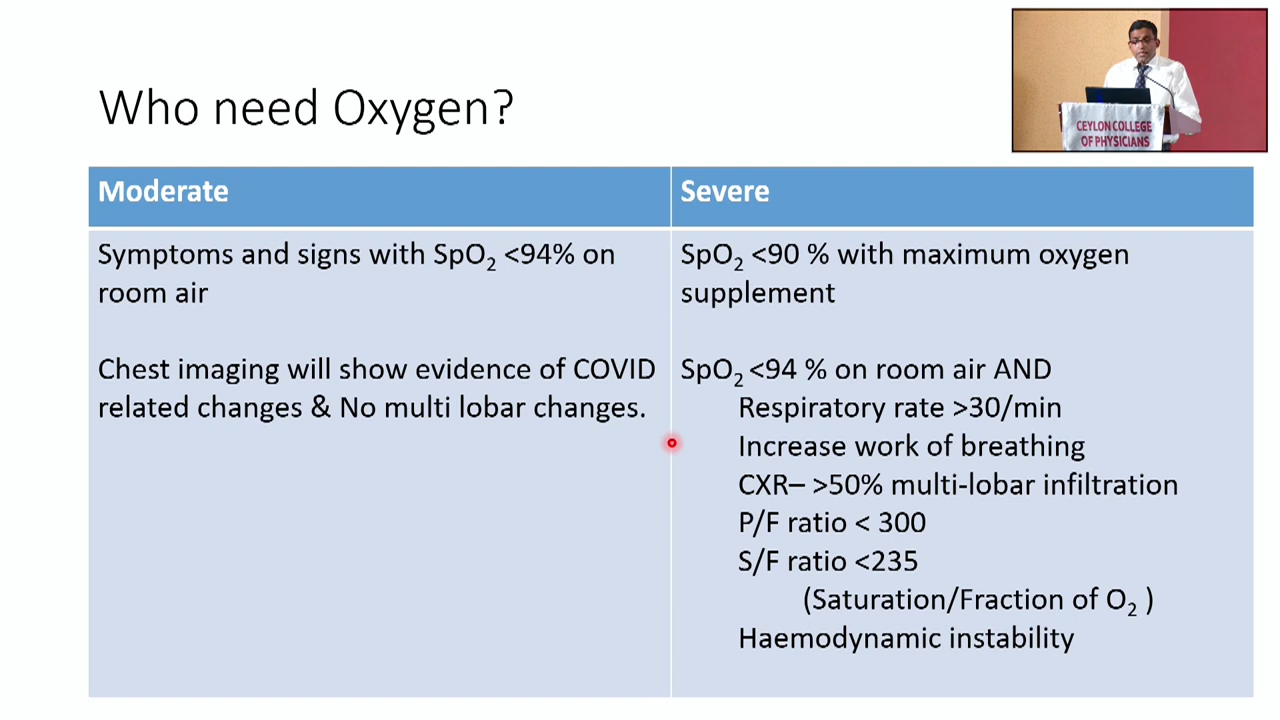 CEYLON COLLEGE
OF PHYSICIANS
Who need Oxygen?
Moderate
Severe
Symptoms and signs with SpO₂ <94% on
room air
Chest imaging will show evidence of COVID
related changes & No multi lobar changes.
SpO₂ <90 % with maximum oxygen
supplement
SpO₂ <94 % on room air AND
Respiratory rate >30/min
Increase work of breathing
CXR– >50% multi-lobar infiltration
P/F ratio < 300
S/F ratio <235
(Saturation/Fraction of O₂ )
Haemodynamic instability